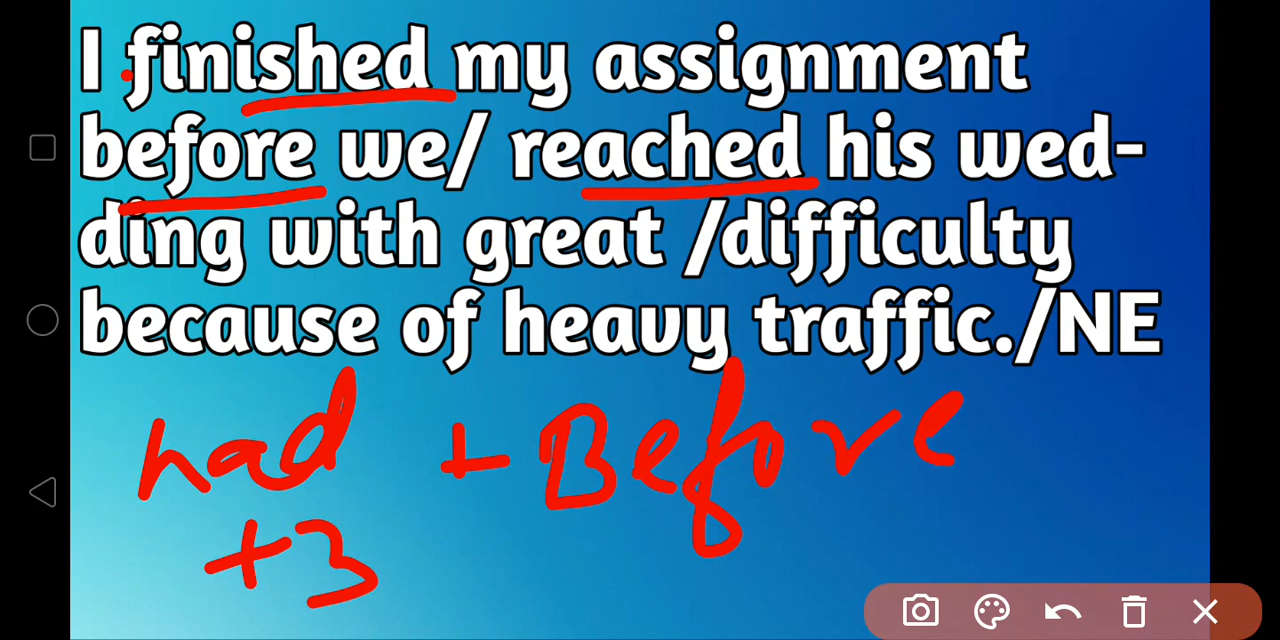 I finished my assignment
before we/ reached his wed-
ding with great /difficulty
because of heavy traffic./NE
had + Before
+3